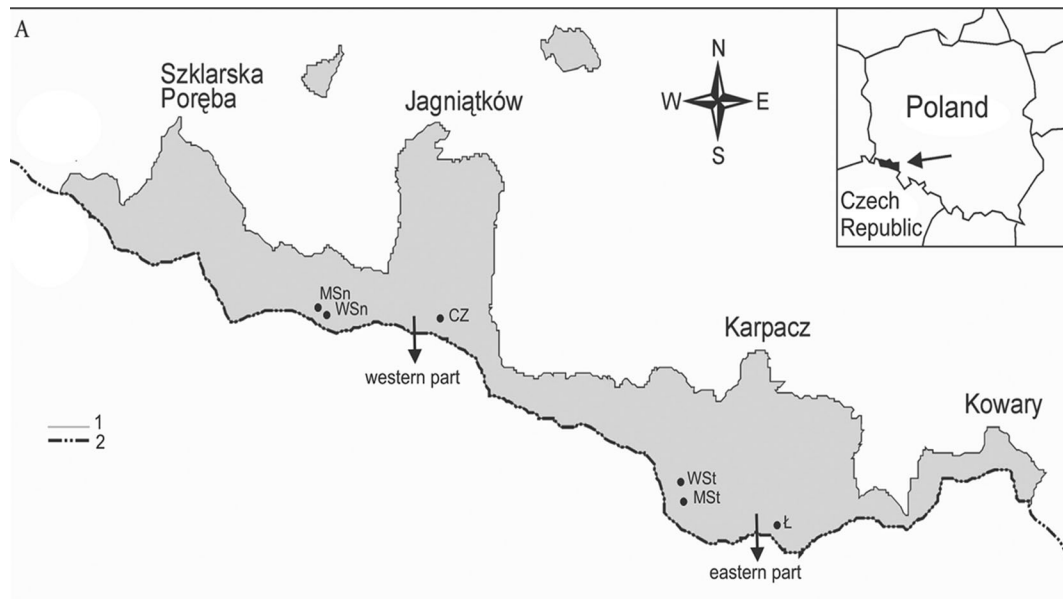 A
Szklarska
Poręba
Jagniątków
N
W E
S
Poland
Czech
Republic
MSn
WSn
CZ
western part
Karpacz
Kowary
1
2
WSt
MSt
Ł
eastern part